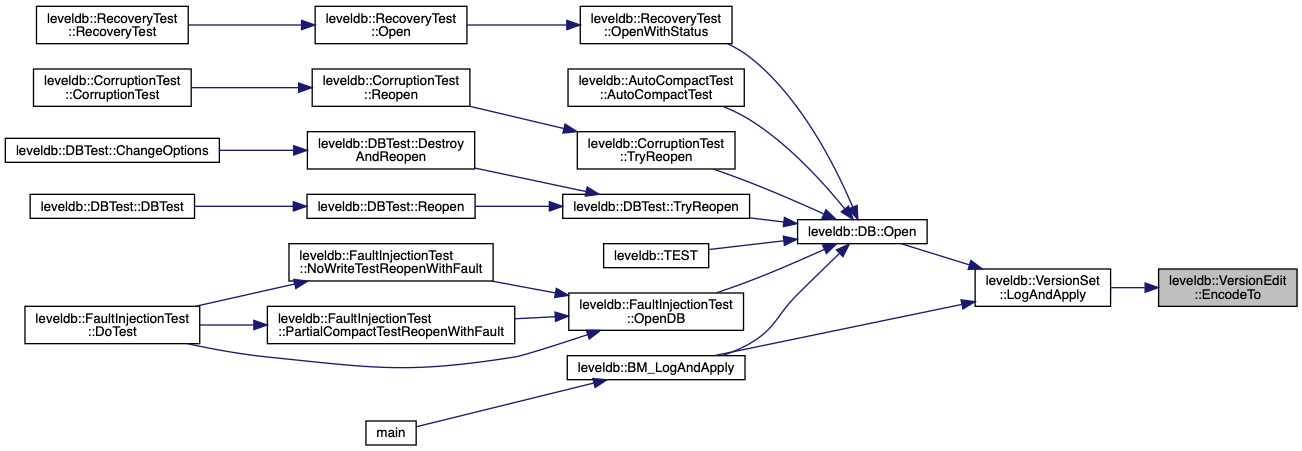 leveldb::RecoveryTest
::RecoveryTest
leveldb::RecoveryTest
::Open
leveldb::RecoveryTest
::OpenWithStatus
leveldb::CorruptionTest
::CorruptionTest
leveldb::CorruptionTest
::Reopen
leveldb::AutoCompactTest
::AutoCompactTest
leveldb::DBTest::ChangeOptions
leveldb::DBTest::Destroy
AndReopen
leveldb::CorruptionTest
::TryReopen
leveldb::DBTest::DBTest
leveldb::DBTest::Reopen
leveldb::DBTest::TryReopen
leveldb::DB::Open
leveldb::TEST
leveldb::FaultInjectionTest
::NoWriteTestReopenWithFault
leveldb::VersionSet
::LogAndApply
leveldb::VersionEdit
::EncodeTo
leveldb::FaultInjectionTest
::DoTest
leveldb::FaultInjectionTest
::PartialCompactTestReopenWithFault
leveldb::FaultInjectionTest
::OpenDB
leveldb::BM_LogAndApply
main